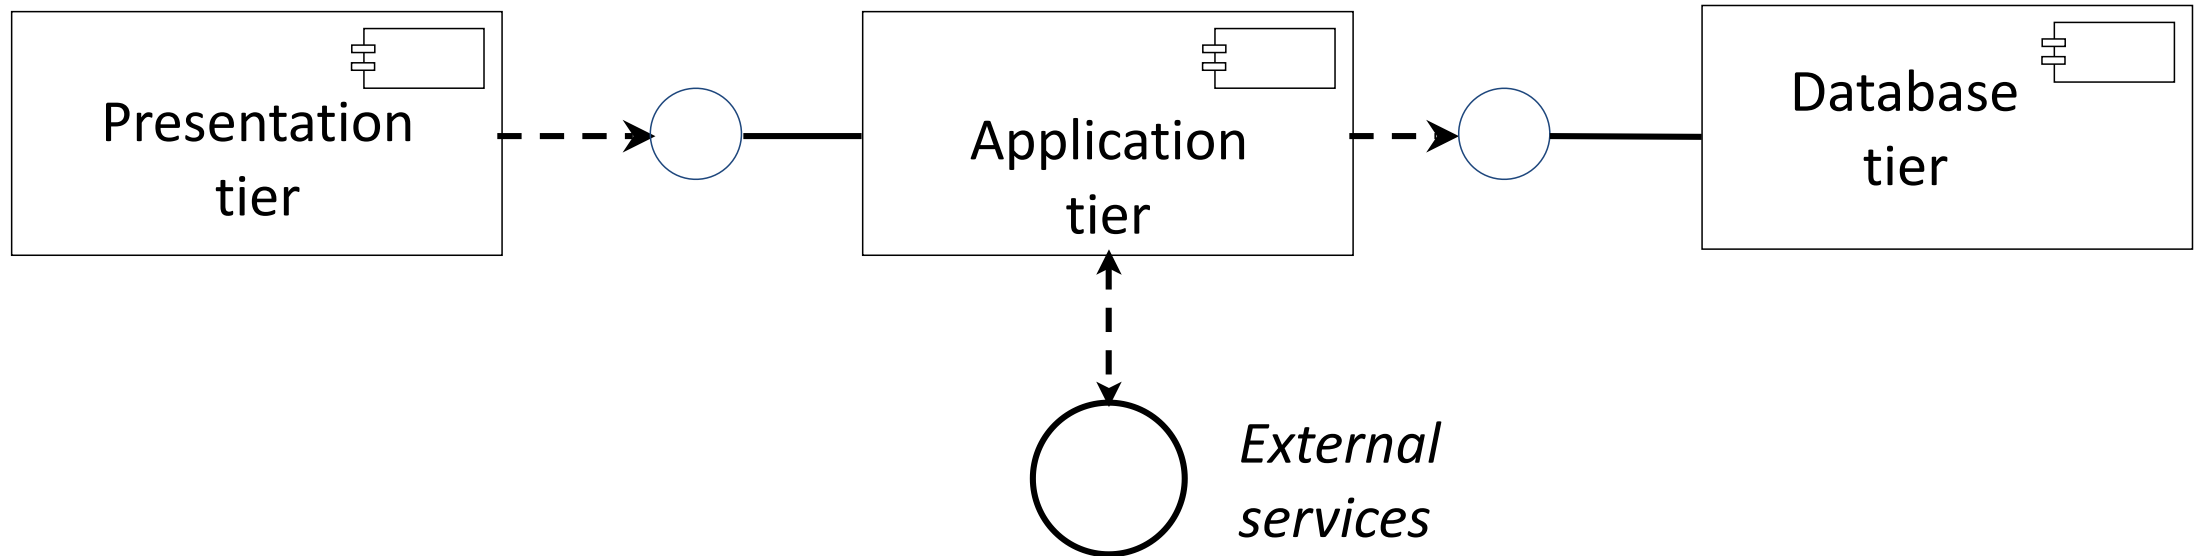 Presentation
tier
Application
tier
Database
tier
External
services